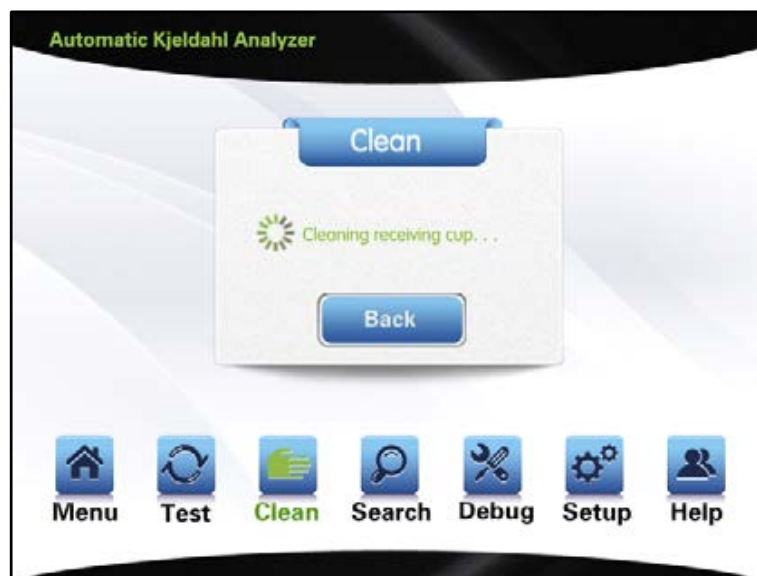 Automatic Kjeldahl Analyzer
Clean
Cleaning receiving cup. . .
Back
Menu Test Clean Search Debug Setup Help